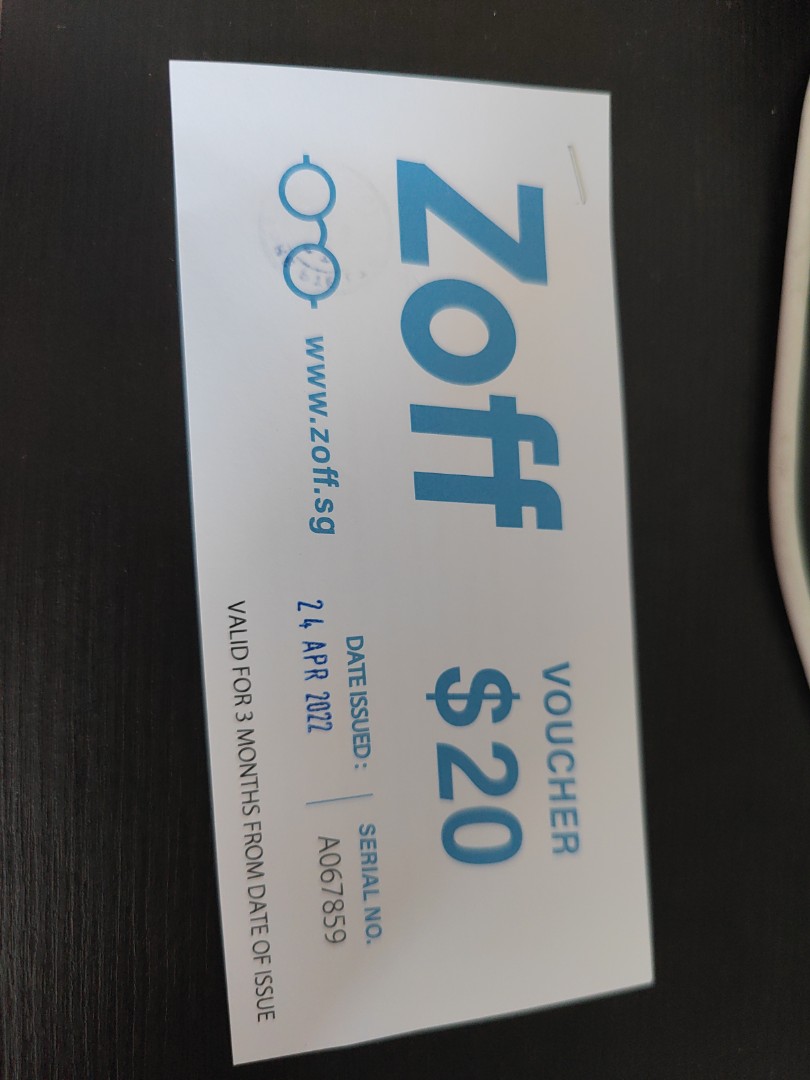 Zoff
www.zoff.sg
VOUCHER
$20
DATE ISSUED :
24 APR 2022
SERIAL NO.
A067859
VALID FOR 3 MONTHS FROM DATE OF ISSUE